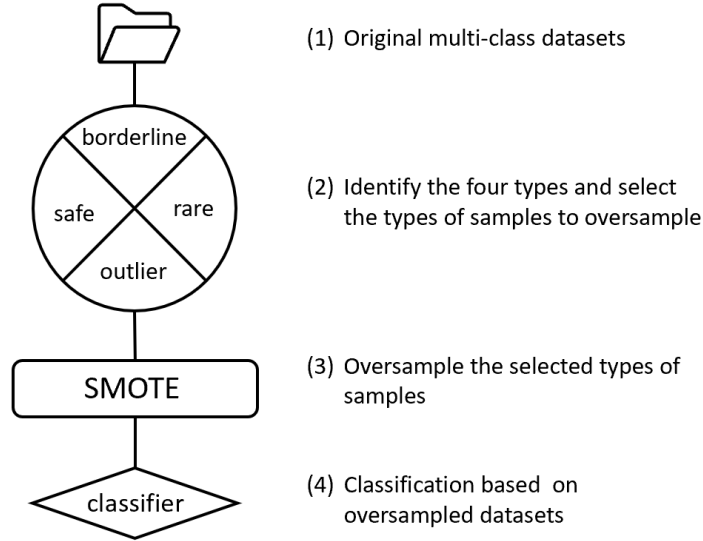 (1) Original multi-class datasets
borderline
safe
rare
outlier
(2) Identify the four types and select
the types of samples to oversample
SMOTE
(3) Oversample the selected types of
samples
classifier
(4) Classification based on
oversampled datasets